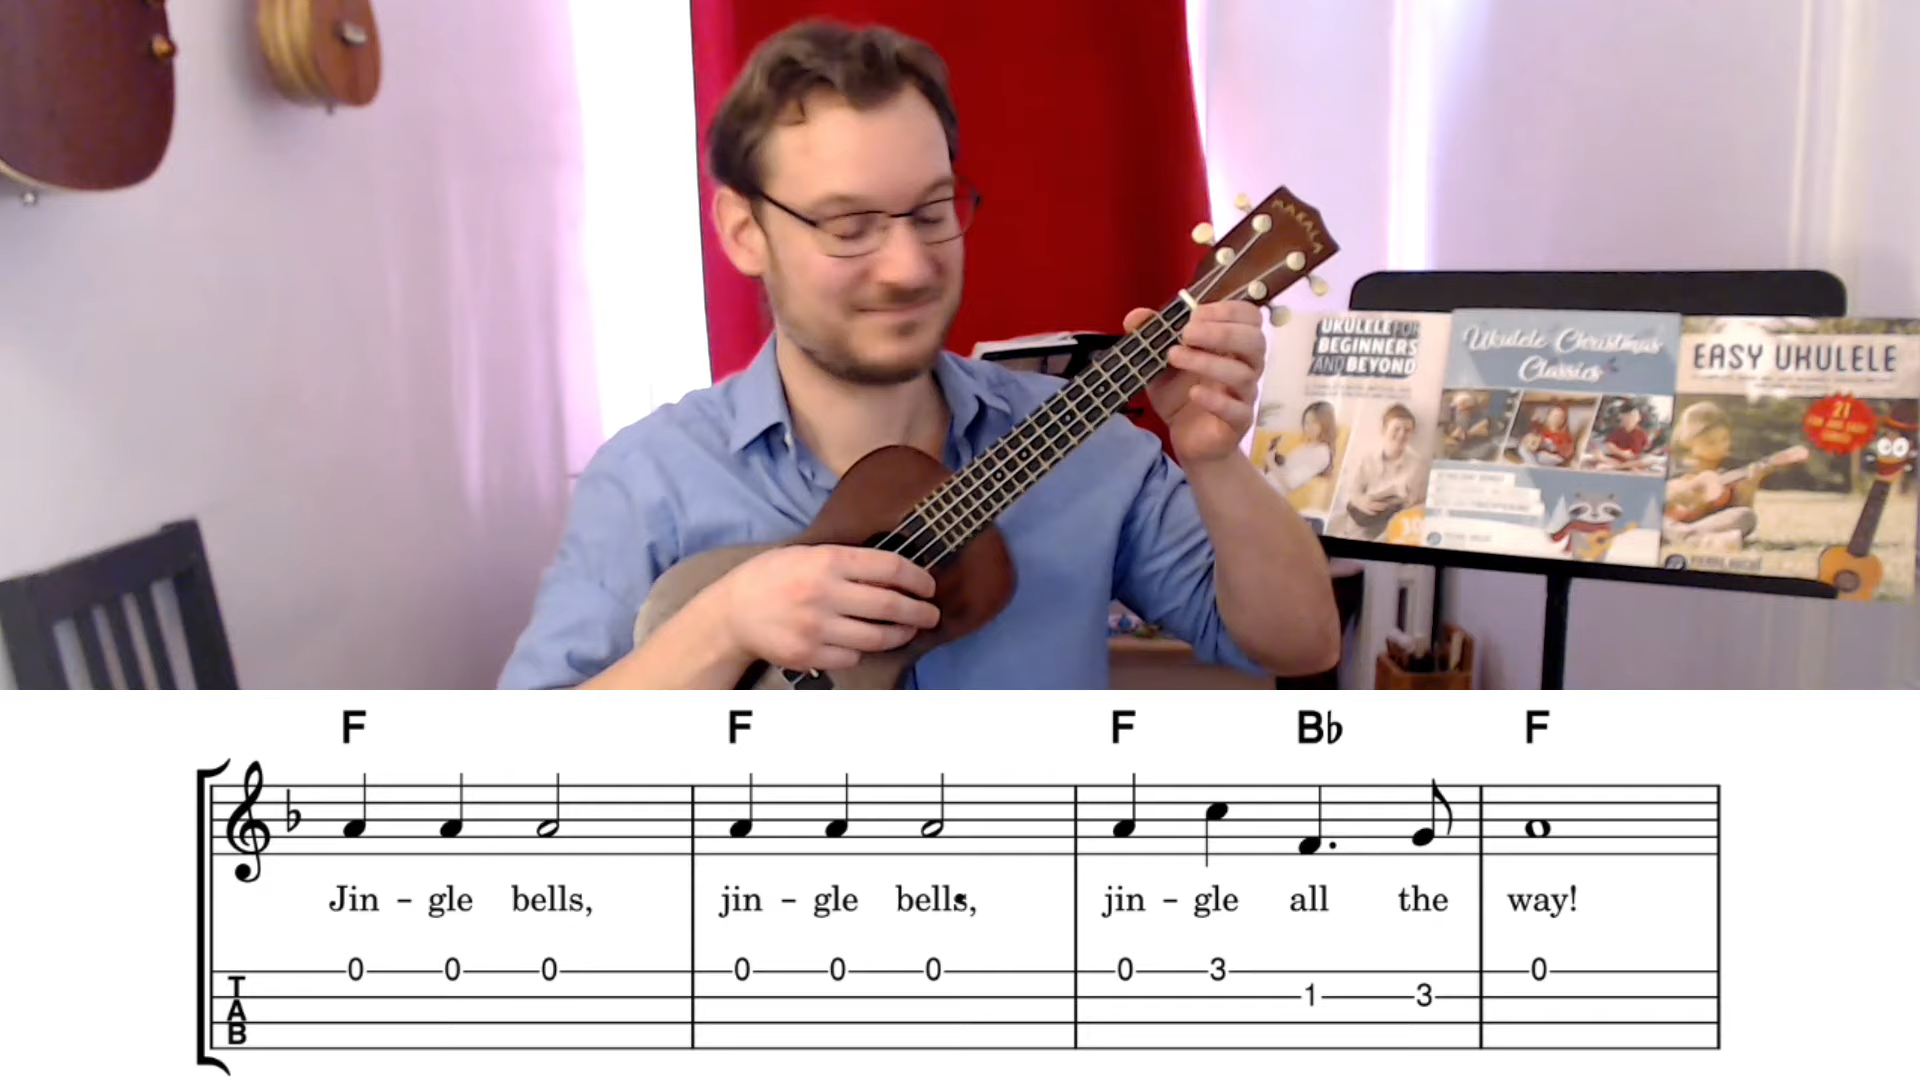 MAKALA
UKULELE FOR
BEGINNERS
AND BEYOND
Ukulele Christmas
Classics
EASY UKULELE
21
F F F B♭ F
Jin - gle bells, jin - gle bells, jin - gle all the way!
0 0 0 0 0 0 0 3 0
T
1 3
A
B